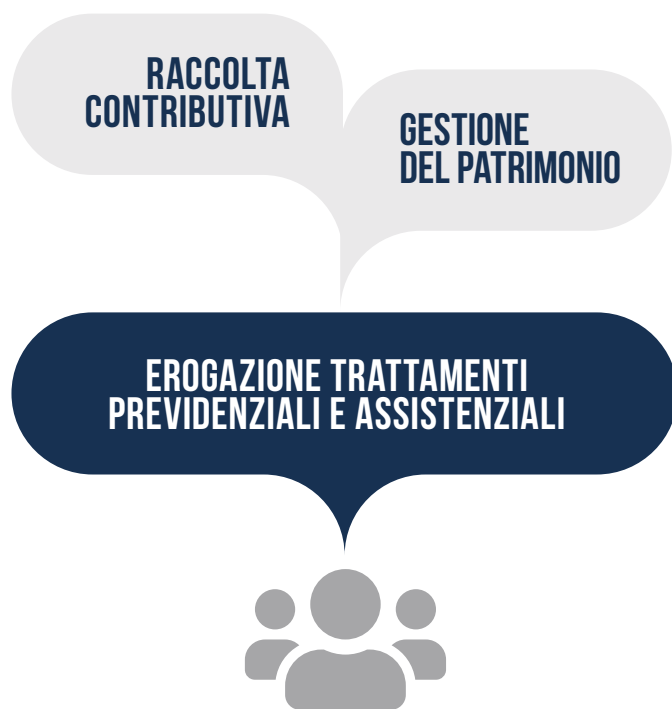 RACCOLTA
CONTRIBUTIVA
GESTIONE
DEL PATRIMONIO
EROGAZIONE TRATTAMENTI
PREVIDENZIALI E ASSISTENZIALI